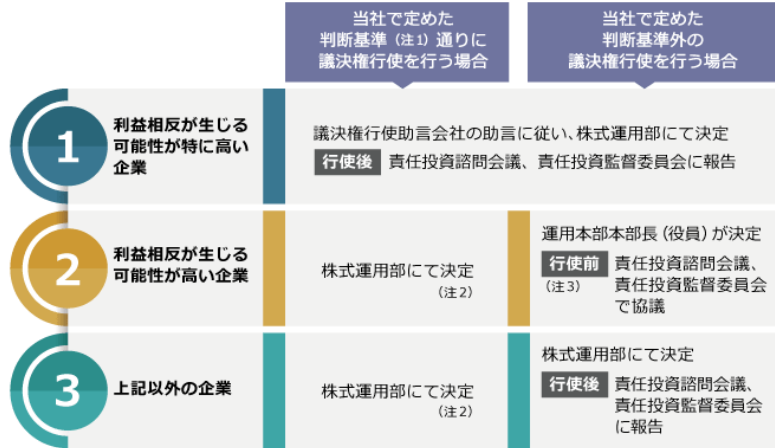 当社で定めた
判断基準（注1）通りに
議決権行使を行う場合
当社で定めた
判断基準外の
議決権行使を行う場合
1
利益相反が生じる
可能性が特に高い
企業
議決権行使助言会社の助言に従い、株式運用部にて決定
行使後 責任投資諮問会議、責任投資監督委員会に報告
2
利益相反が生じる
可能性が高い企業
株式運用部にて決定
（注2）
運用本部本部長（役員）が決定
行使前 責任投資諮問会議、
（注3） 責任投資監督委員会
で協議
3
上記以外の企業
株式運用部にて決定
（注2）
株式運用部にて決定
行使後 責任投資諮問会議、
責任投資監督委員会
に報告